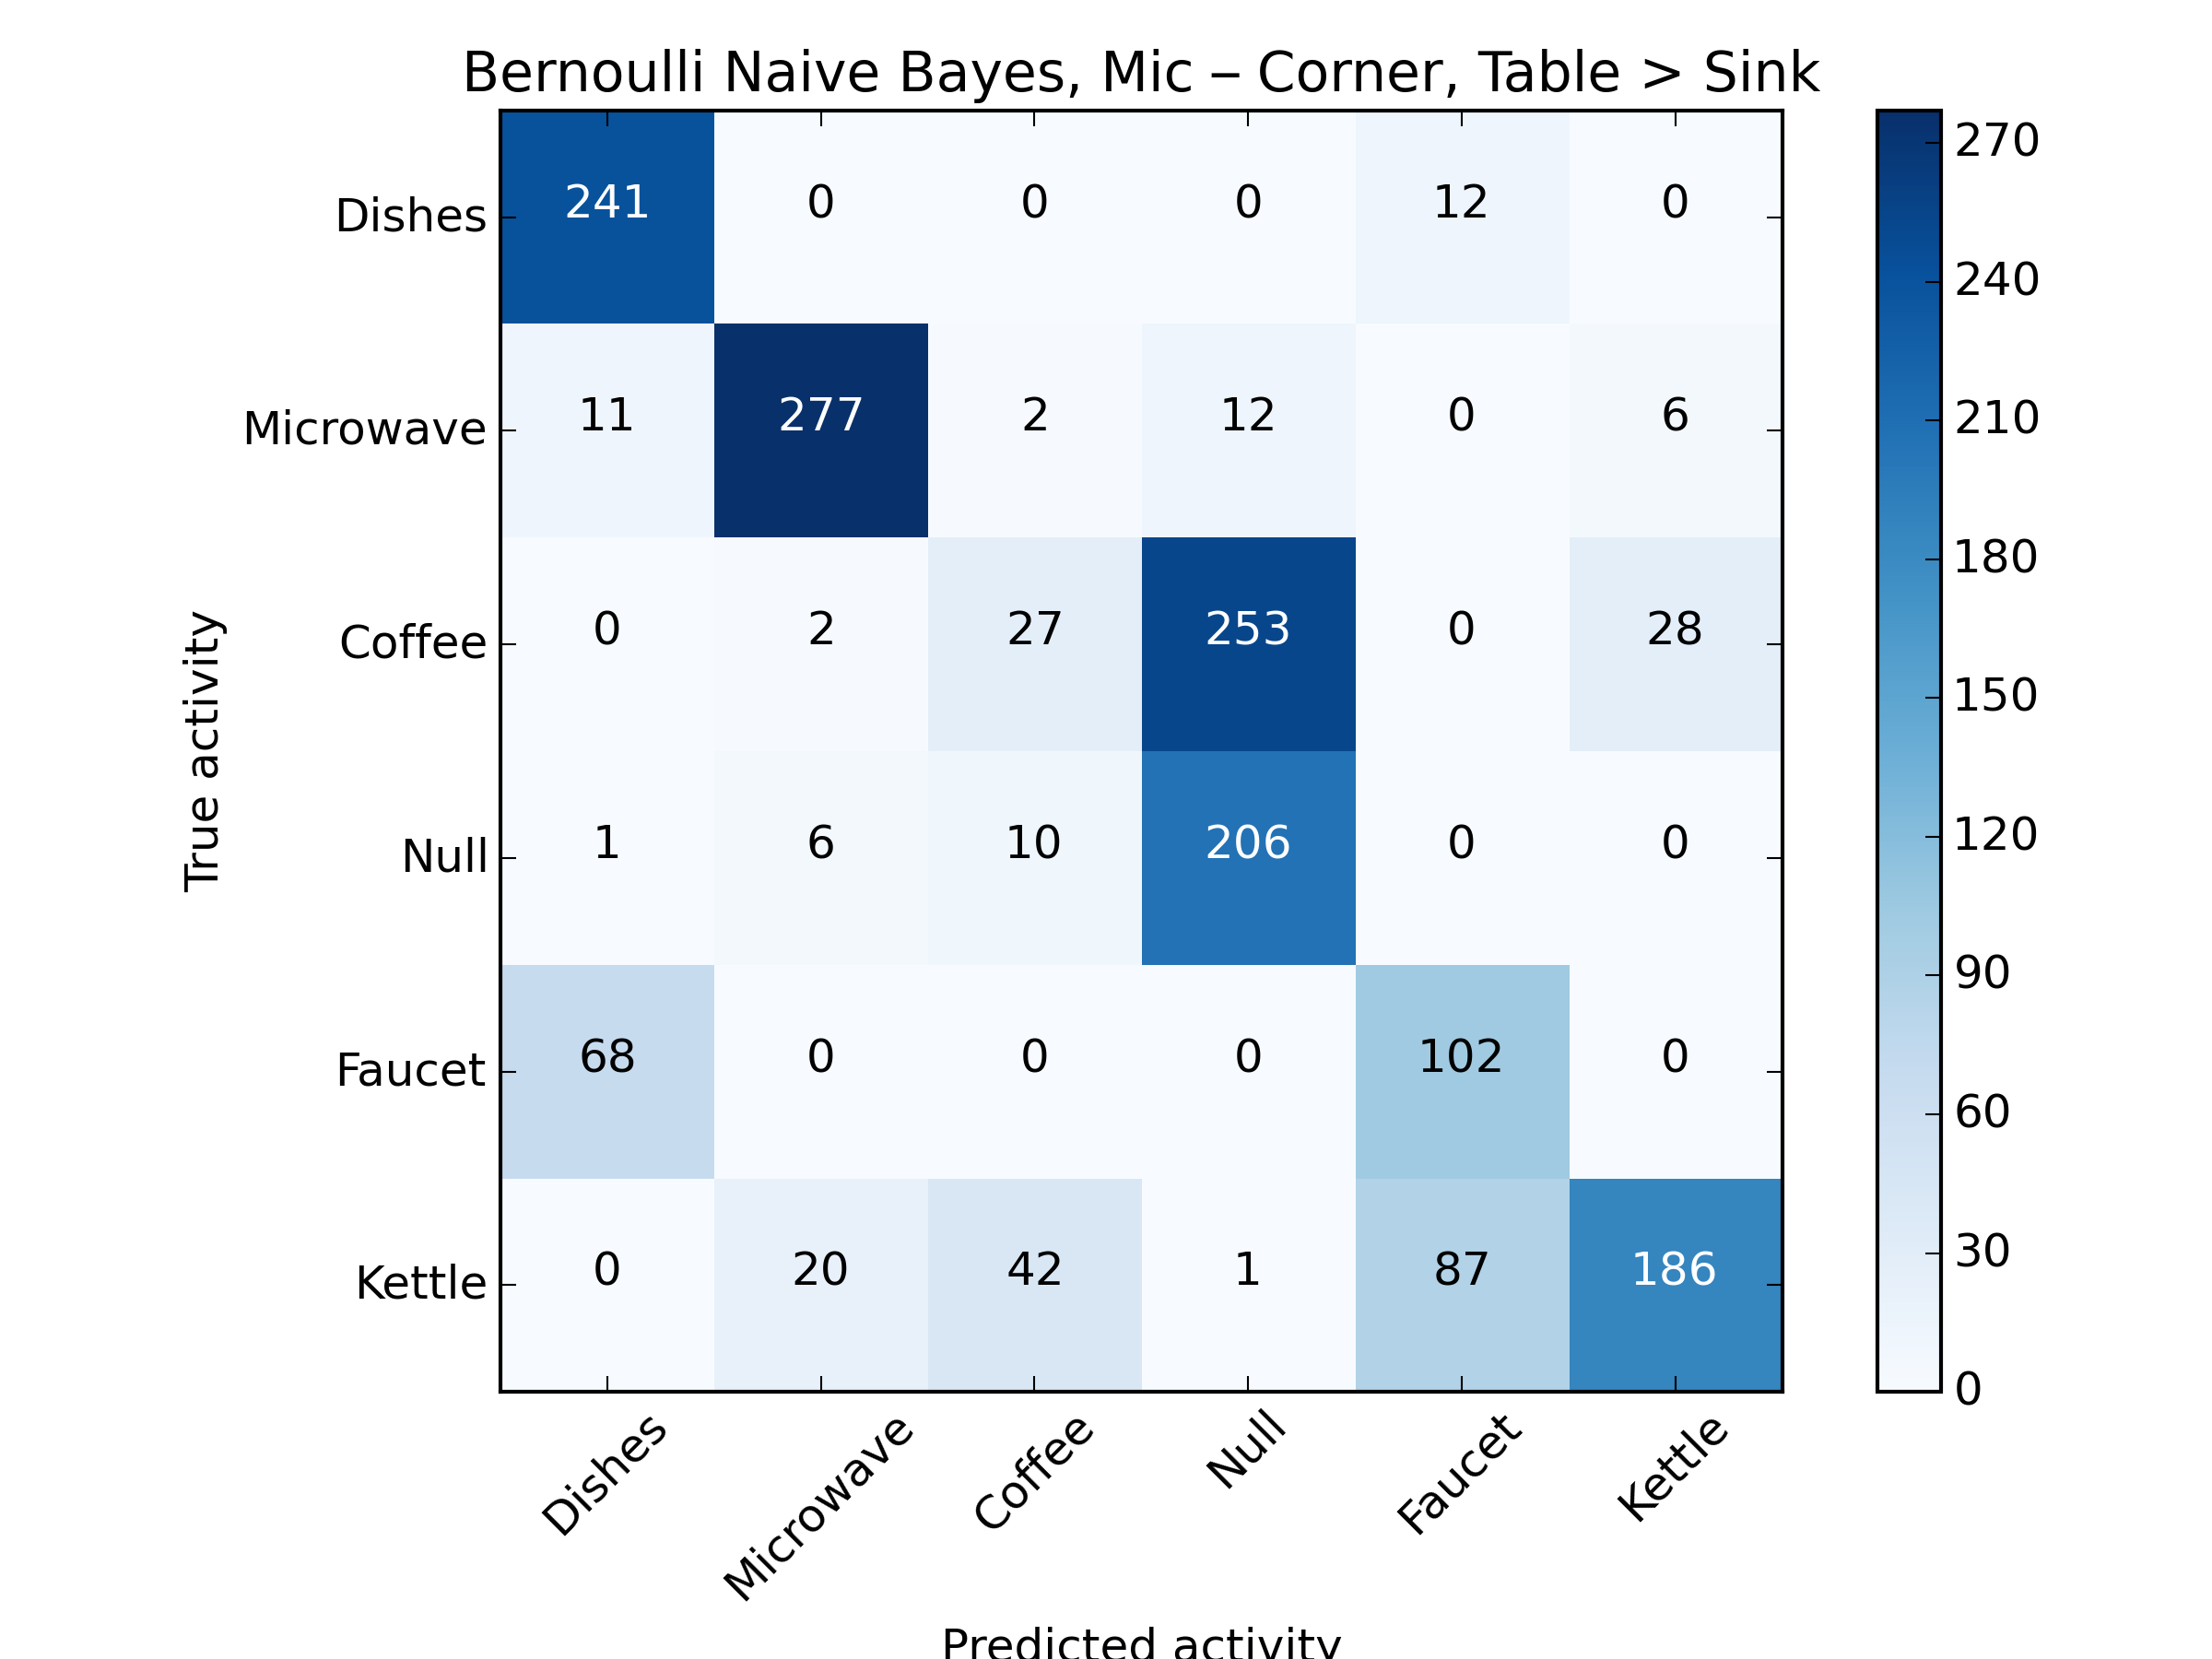 Bernoulli Naive Bayes, Mic – Corner, Table > Sink
True activity
Dishes 241 0 0 0 12 0
Microwave 11 277 2 12 0 6
Coffee 0 2 27 253 0 28
Null 1 6 10 206 0 0
Faucet 68 0 0 0 102 0
Kettle 0 20 42 1 87 186
Dishes Microwave Coffee Null Faucet Kettle
Predicted activity
270
240
210
180
150
120
90
60
30
0